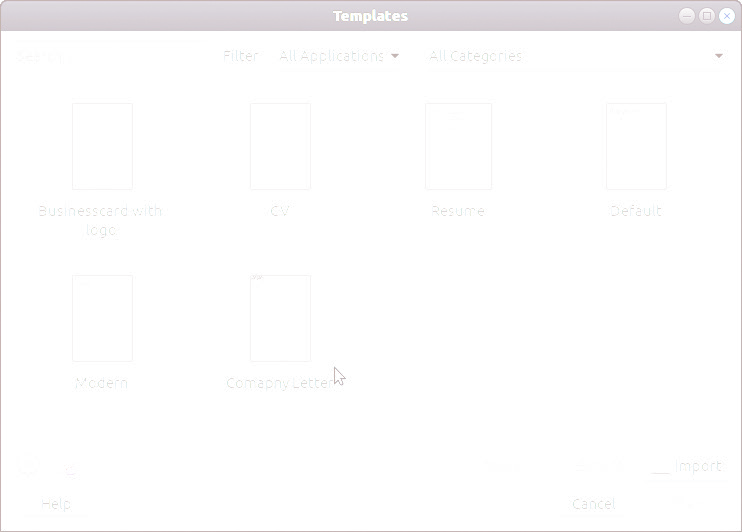 Templates
Search
Filter All Applications All Categories
Businesscard with
logo
CV
Resume
Default
Modern
Comapny Letter
Import
Help
Cancel